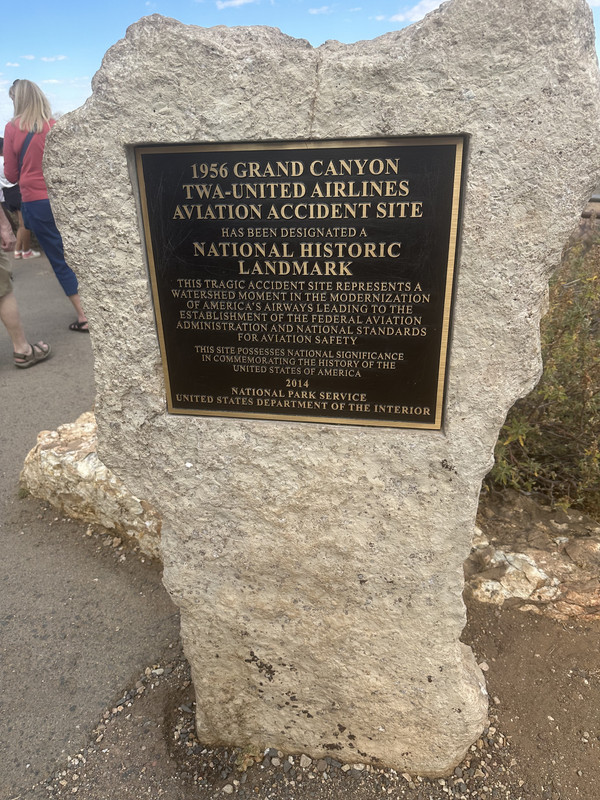 1956 GRAND CANYON
TWA-UNITED AIRLINES
AVIATION ACCIDENT SITE
HAS BEEN DESIGNATED A
NATIONAL HISTORIC
LANDMARK
THIS TRAGIC ACCIDENT SITE REPRESENTS A
WATERSHED MOMENT IN THE MODERNIZATION
OF AMERICA'S AIRWAYS LEADING TO THE
ESTABLISHMENT OF THE FEDERAL AVIATION
ADMINISTRATION AND NATIONAL STANDARDS
FOR AVIATION SAFETY
THIS SITE POSSESSES NATIONAL SIGNIFICANCE
IN COMMEMORATING THE HISTORY OF THE
UNITED STATES OF AMERICA
2014
NATIONAL PARK SERVICE
UNITED STATES DEPARTMENT OF THE INTERIOR